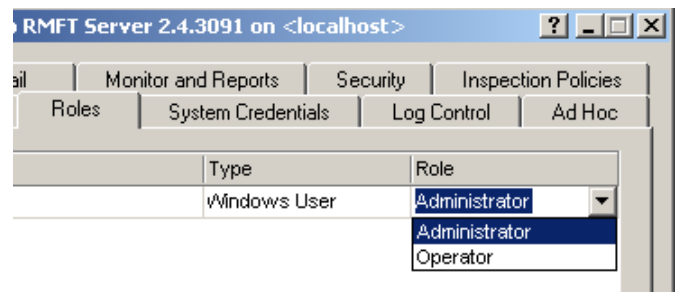 RMFT Server 2.4.3091 on <localhost>
ail Monitor and Reports Security Inspection Policies
Roles System Credentials Log Control Ad Hoc
Type Role
Windows User Administrator
Administrator
Operator